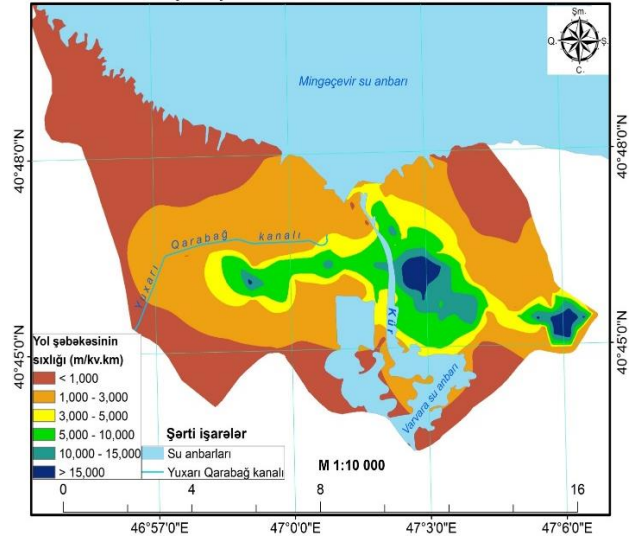 Şm.
Q. Ş.
C.
Mingəçevir su anbarı
40°48'0"N
40°48'0"N
Yuxarı Qarabağ kanalı
Kür
Varvara su anbarı
40°45'0"N
40°45'0"N
Yol şəbəkəsinin
sıxlığı (m/kv.km)
< 1,000
1,000 - 3,000
3,000 - 5,000
5,000 - 10,000
10,000 - 15,000
> 15,000
Şərti işarələr
Su anbarları
Yuxarı Qarabağ kanalı
M 1:10 000
0 4 8 16
46°57'0"E 47°0'0"E 47°3'0"E 47°6'0"E